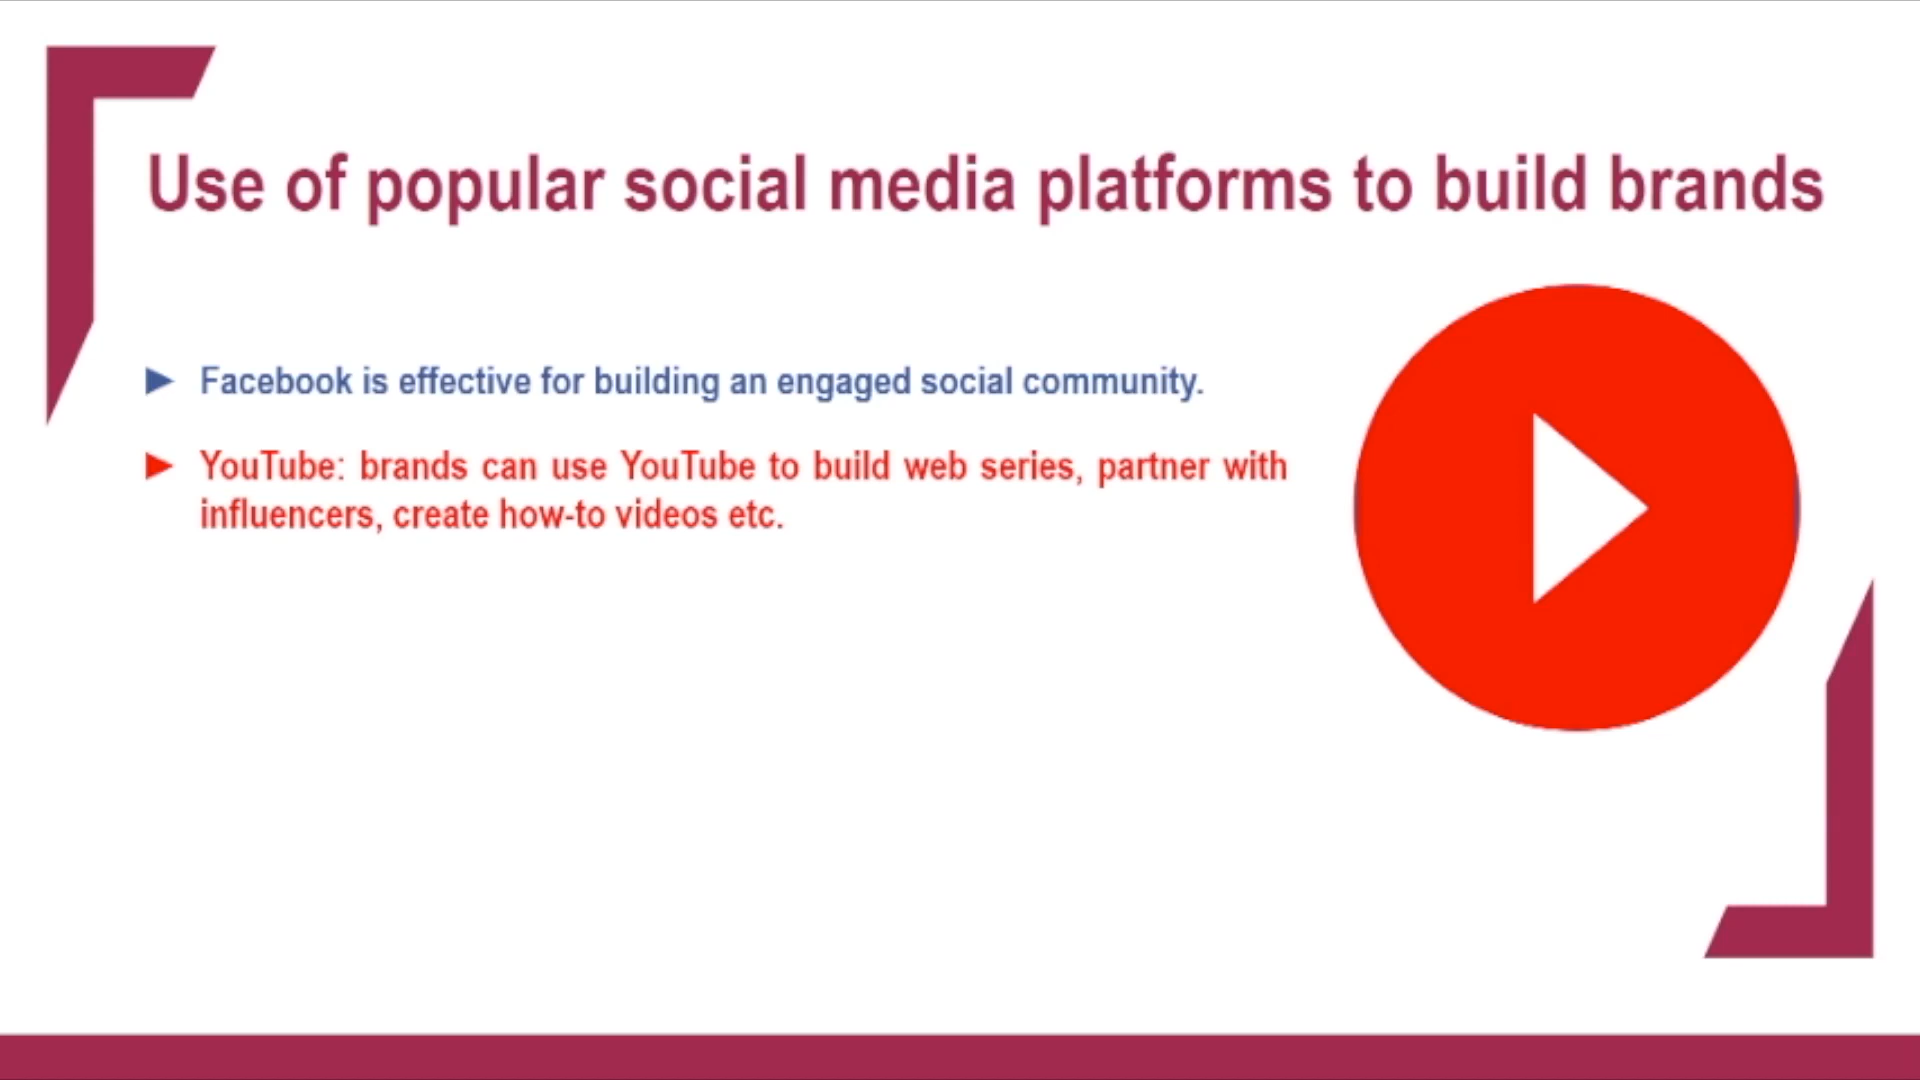 Use of popular social media platforms to build brands
► Facebook is effective for building an engaged social community.
► YouTube: brands can use YouTube to build web series, partner with
influencers, create how-to videos etc.